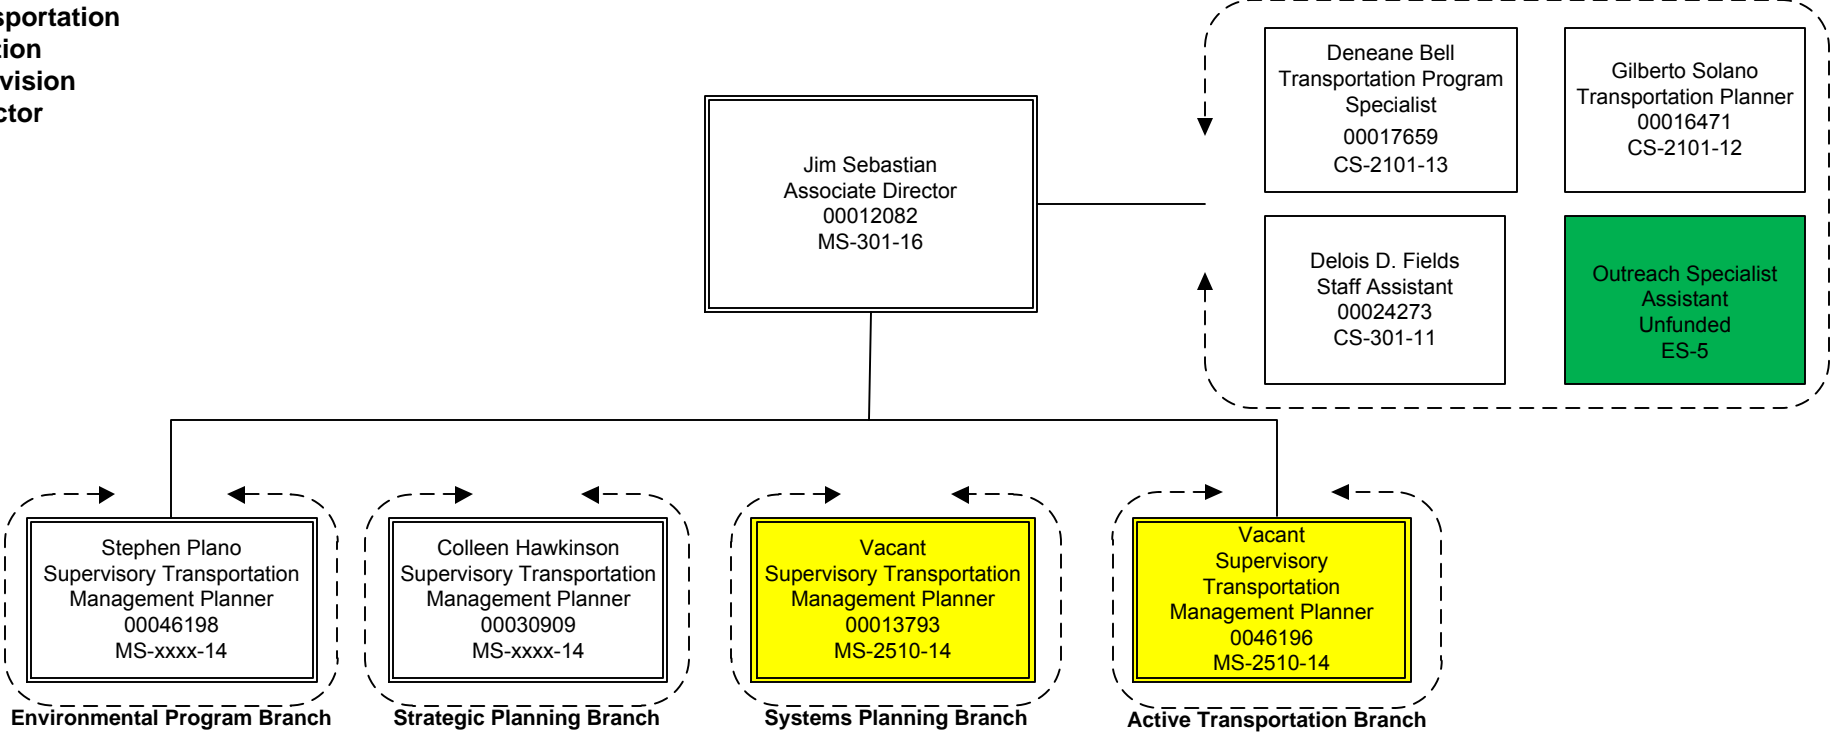 sportation
tion
vision
ctor
Deneane Bell
Transportation Program
Specialist
00017659
CS-2101-13
Gilberto Solano
Transportation Planner
00016471
CS-2101-12
Jim Sebastian
Associate Director
00012082
MS-301-16
Delois D. Fields
Staff Assistant
00024273
CS-301-11
Outreach Specialist
Assistant
Unfunded
ES-5
Stephen Plano
Supervisory Transportation
Management Planner
00046198
MS-xxxx-14
Colleen Hawkinson
Supervisory Transportation
Management Planner
00030909
MS-xxxx-14
Vacant
Supervisory Transportation
Management Planner
00013793
MS-2510-14
Vacant
Supervisory
Transportation
Management Planner
0046196
MS-2510-14
Environmental Program Branch
Strategic Planning Branch
Systems Planning Branch
Active Transportation Branch